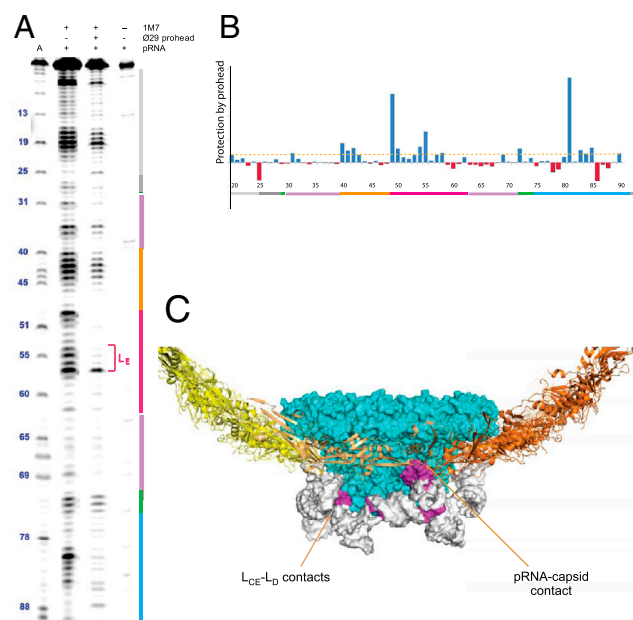 A
1M7 + + –
Ø29 prohead - + -
A pRNA + + +
13
19
25
31
40
45
51
55
60
65
69
78
88
LE
B
Protection by prohead
20 25 30 35 40 45 50 55 60 65 70 75 80 85 90
C
LCE-LD contacts
pRNA-capsid
contact